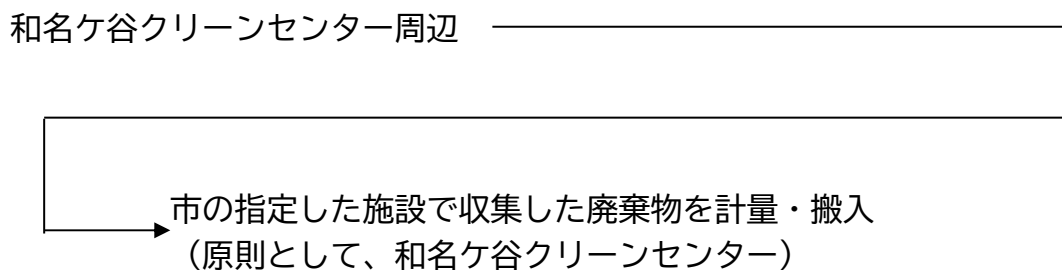 和名ケ谷クリーンセンター周辺
市の指定した施設で収集した廃棄物を計量・搬入
（原則として、和名ケ谷クリーンセンター）